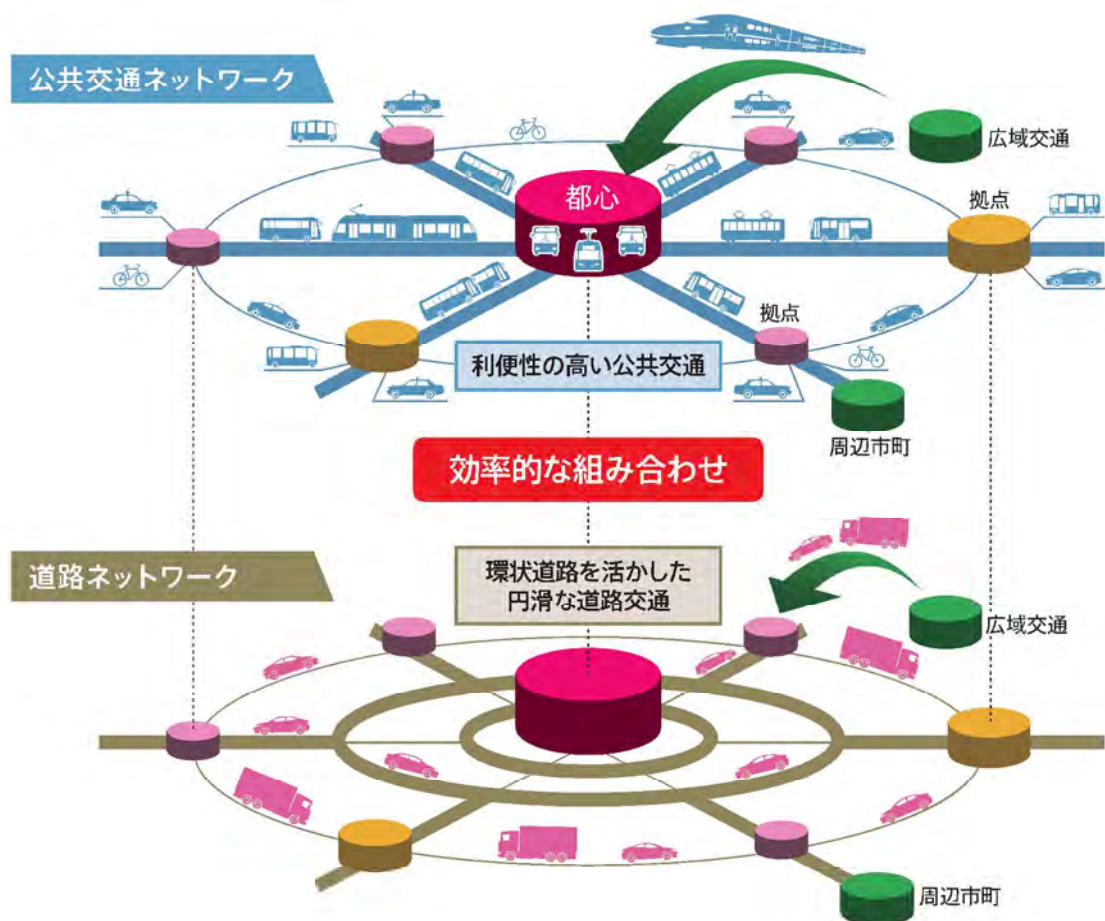 公共交通ネットワーク
広域交通
都心
拠点
拠点
利便性の高い公共交通
周辺市町
効率的な組み合わせ
道路ネットワーク
環状道路を活かした
円滑な道路交通
広域交通
周辺市町